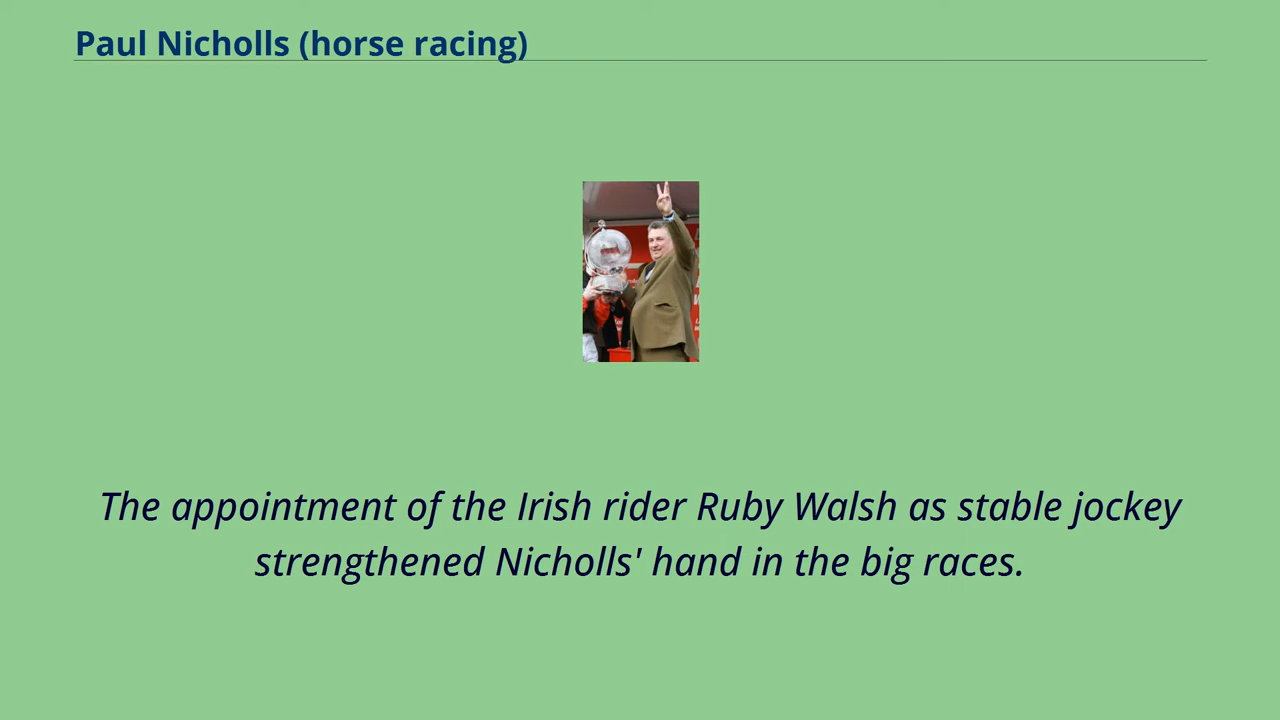 Paul Nicholls (horse racing)
The appointment of the Irish rider Ruby Walsh as stable jockey
strengthened Nicholls' hand in the big races.